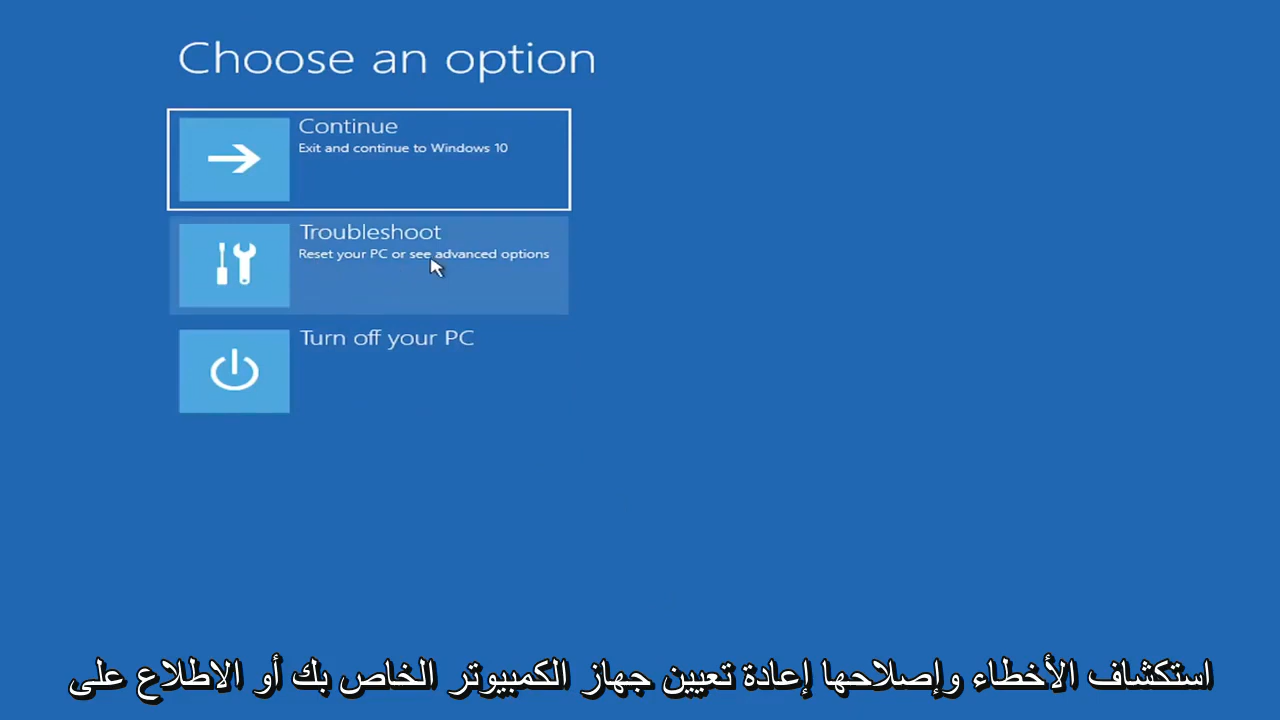 Choose an option
Continue
Exit and continue to Windows 10
Troubleshoot
Reset your PC or see advanced options
Turn off your PC
استكشاف الأخطاء وإصلاحها إعادة تعيين جهاز الكمبيوتر الخاص بك أو الاطلاع على